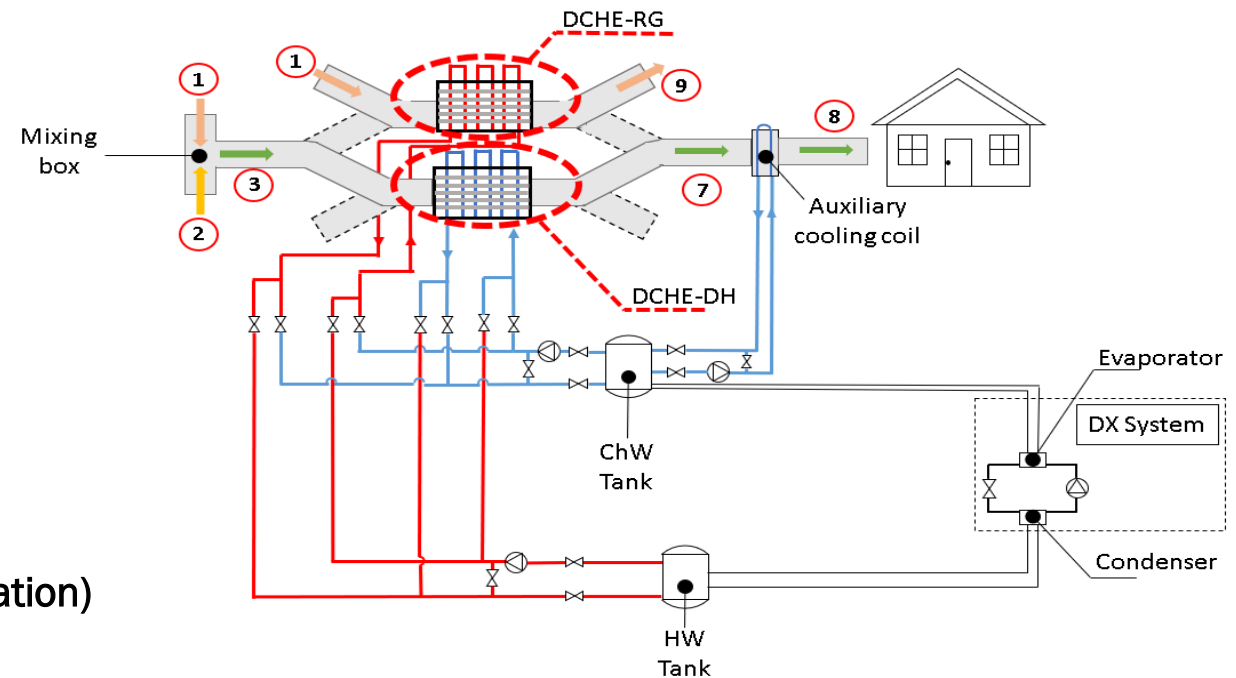 DCHE-RG
1
1
9
Mixing
box
8
3
7
2
Auxiliary
cooling coil
DCHE-DH
Evaporator
DX System
ChW
Tank
Condenser
ation)
HW
Tank